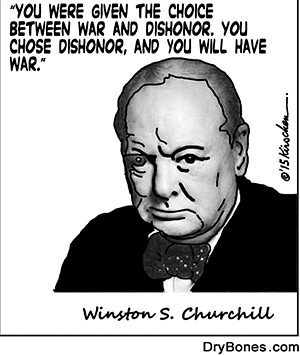 "YOU WERE GIVEN THE CHOICE
BETWEEN WAR AND DISHONOR. YOU
CHOSE DISHONOR, AND YOU WILL HAVE
WAR."
©'15. Kirschen
Winston S. Churchill
DryBones.com